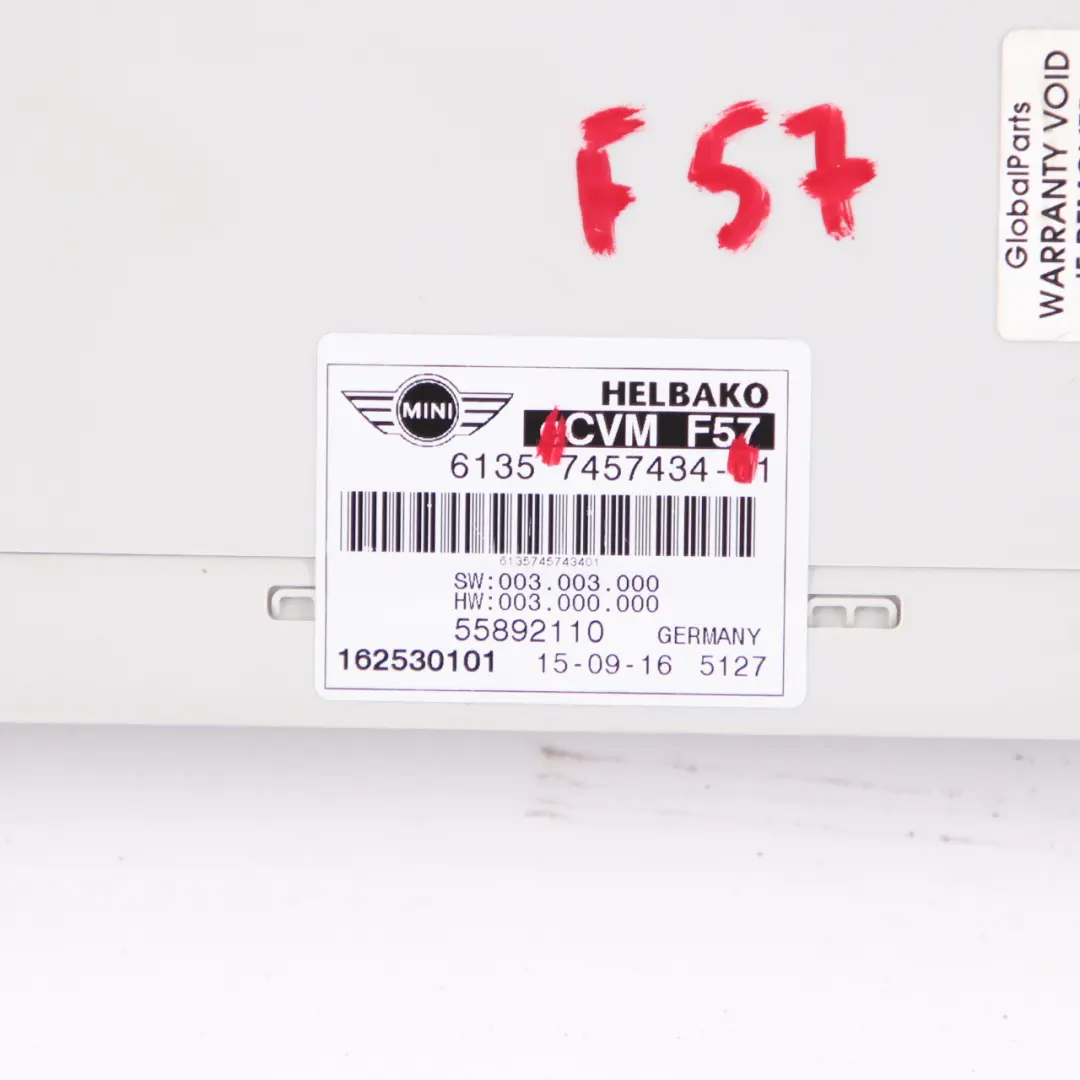 F57
GlobalParts
WARRANTY VOID
MINI
HELBAKO
CVM F57
6135 7457434-01
6135745743401
SW:003.003.000
HW:003.000.000
55892110 GERMANY
162530101 15-09-16 5127